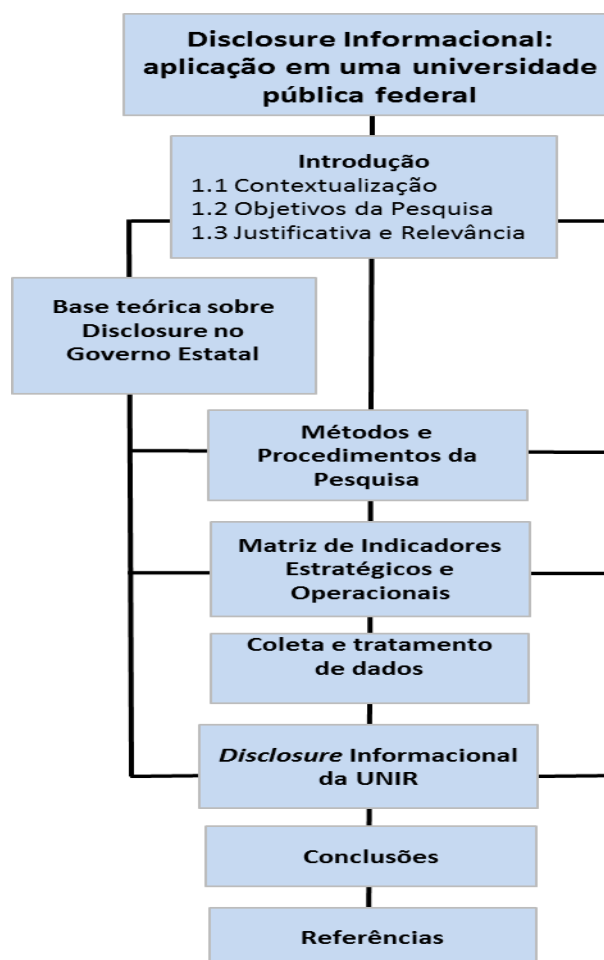 Disclosure Informacional:
aplicação em uma universidade
pública federal
Introdução
1.1 Contextualização
1.2 Objetivos da Pesquisa
1.3 Justificativa e Relevância
Base teórica sobre
Disclosure no
Governo Estatal
Métodos e
Procedimentos da
Pesquisa
Matriz de Indicadores
Estratégicos e
Operacionais
Coleta e tratamento
de dados
Disclosure Informacional
da UNIR
Conclusões
Referências